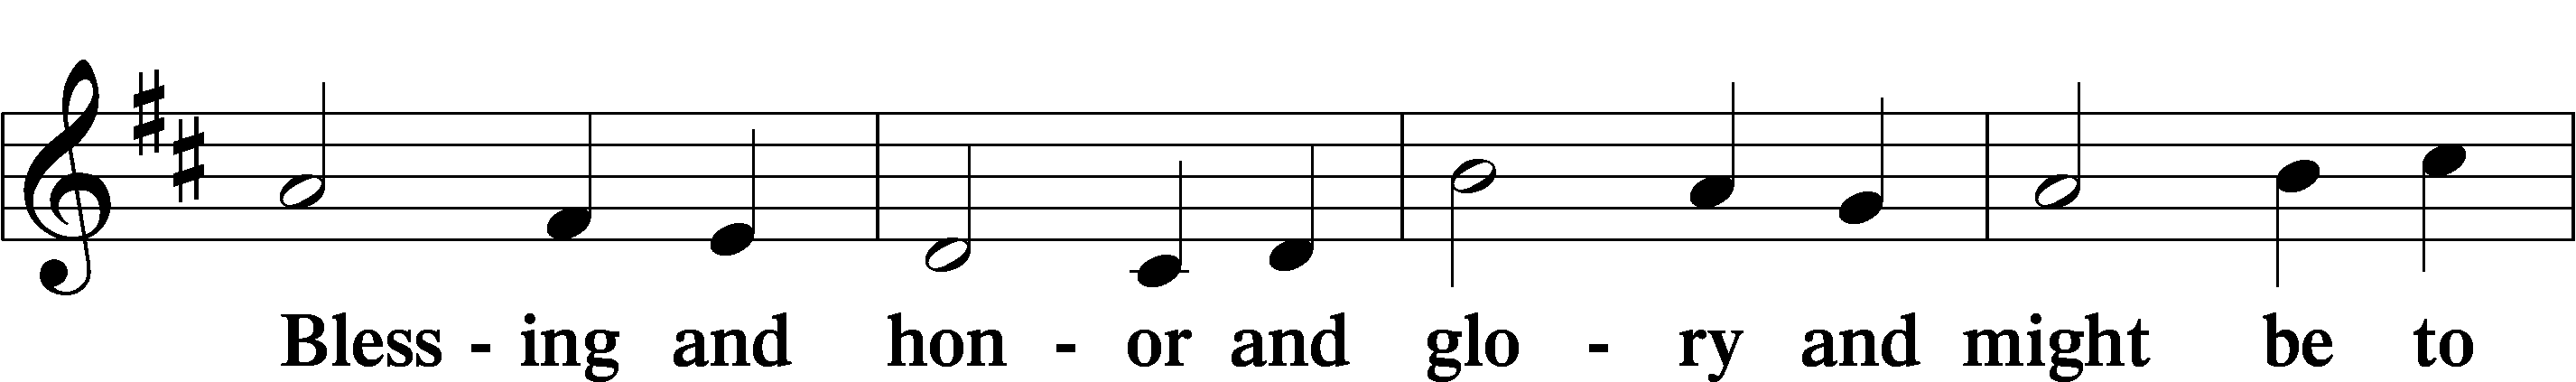 Bless - ing and hon - or and glo - ry and might be to